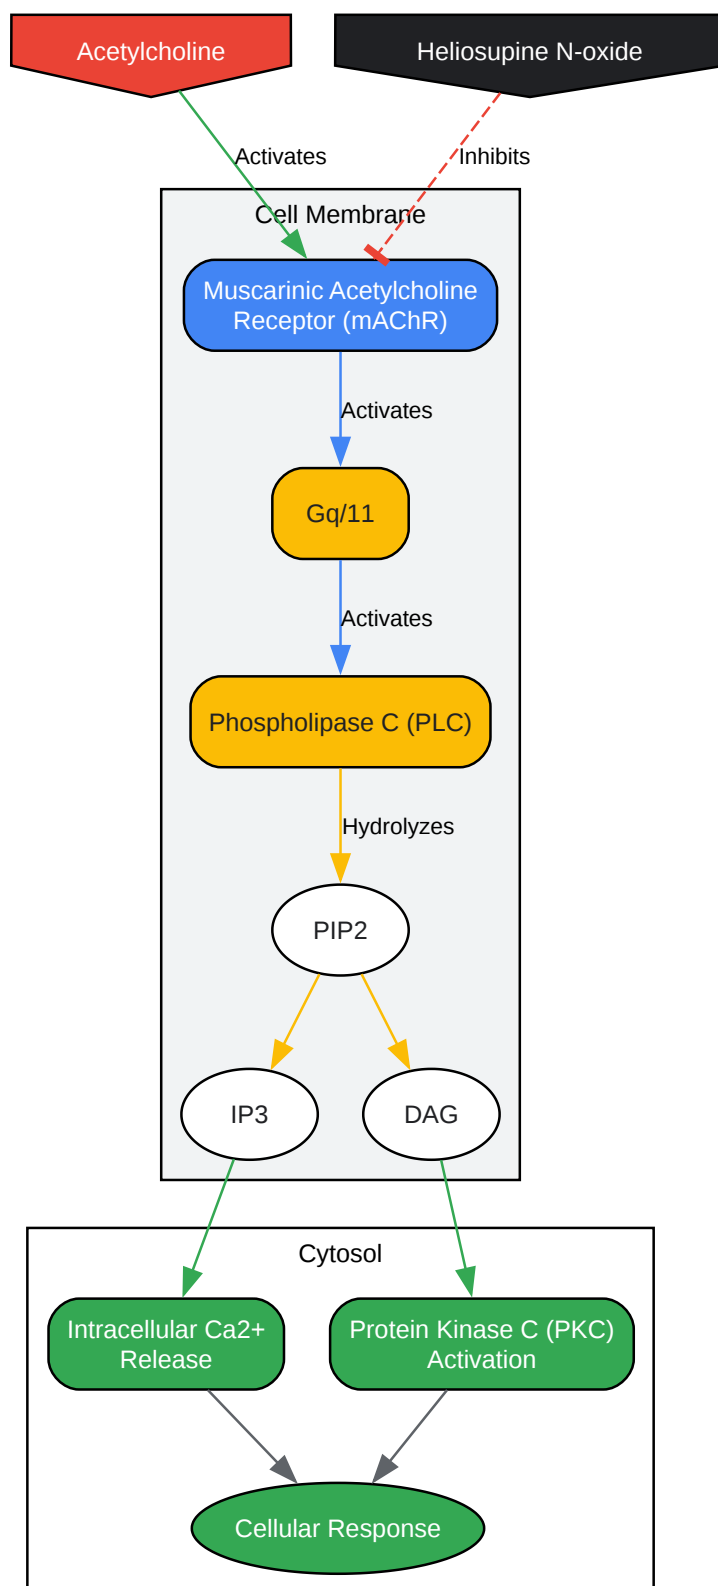 Acetylcholine
Heliosupine N-oxide
Activates
Inhibits
Cell Membrane
Muscarinic Acetylcholine
Receptor (mAChR)
Activates
Gq/11
Activates
Phospholipase C (PLC)
Hydrolyzes
PIP2
IP3
DAG
Cytosol
Intracellular Ca2+
Release
Protein Kinase C (PKC)
Activation
Cellular Response